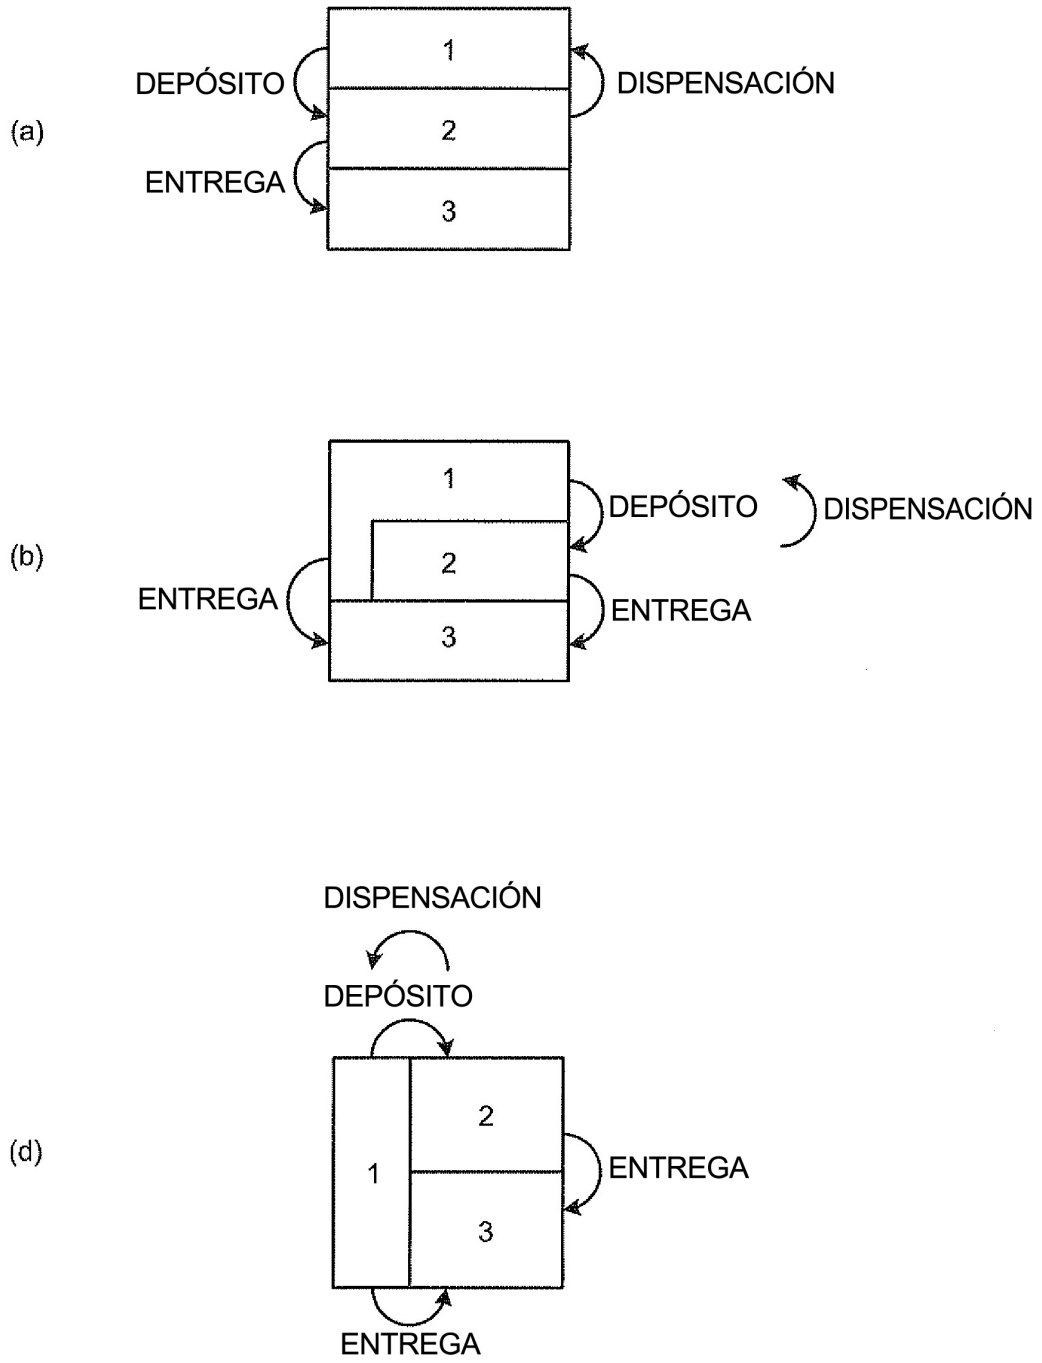 1
DEPÓSITO
DISPENSACIÓN
(a)
2
ENTREGA
3
1
DEPÓSITO
DISPENSACIÓN
(b)
2
ENTREGA
ENTREGA
3
DISPENSACIÓN
DEPÓSITO
2
(d)
1
ENTREGA
3
ENTREGA